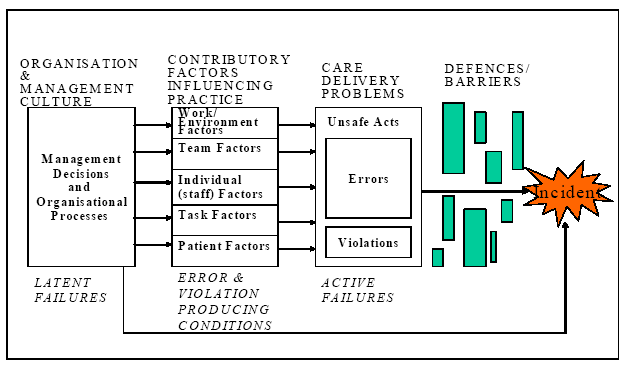 ORGANISATION
&
MANAGEMENT
CULTURE
Management
Decisions
and
Organisational
Processes
LATENT
FAILURES
CONTRIBUTORY
FACTORS
INFLUENCING
PRACTICE
Work/
Environment
Factors
Team Factors
Individual
(staff) Factors
Task Factors
Patient Factors
ERROR &
VIOLATION
PRODUCING
CONDITIONS
CARE
DELIVERY
PROBLEMS
Unsafe Acts
Errors
Violations
ACTIVE
FAILURES
DEFENCES/
BARRIERS
Incident